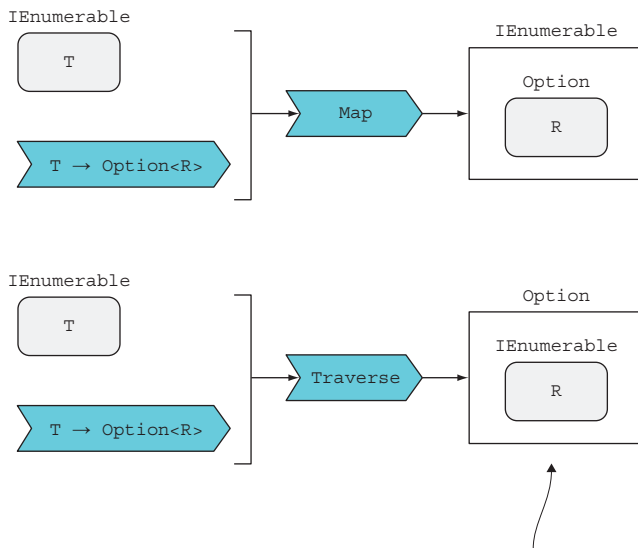 IEnumerable
T
T → Option<R>
Map
IEnumerable
Option
R
IEnumerable
T
T → Option<R>
Traverse
Option
IEnumerable
R